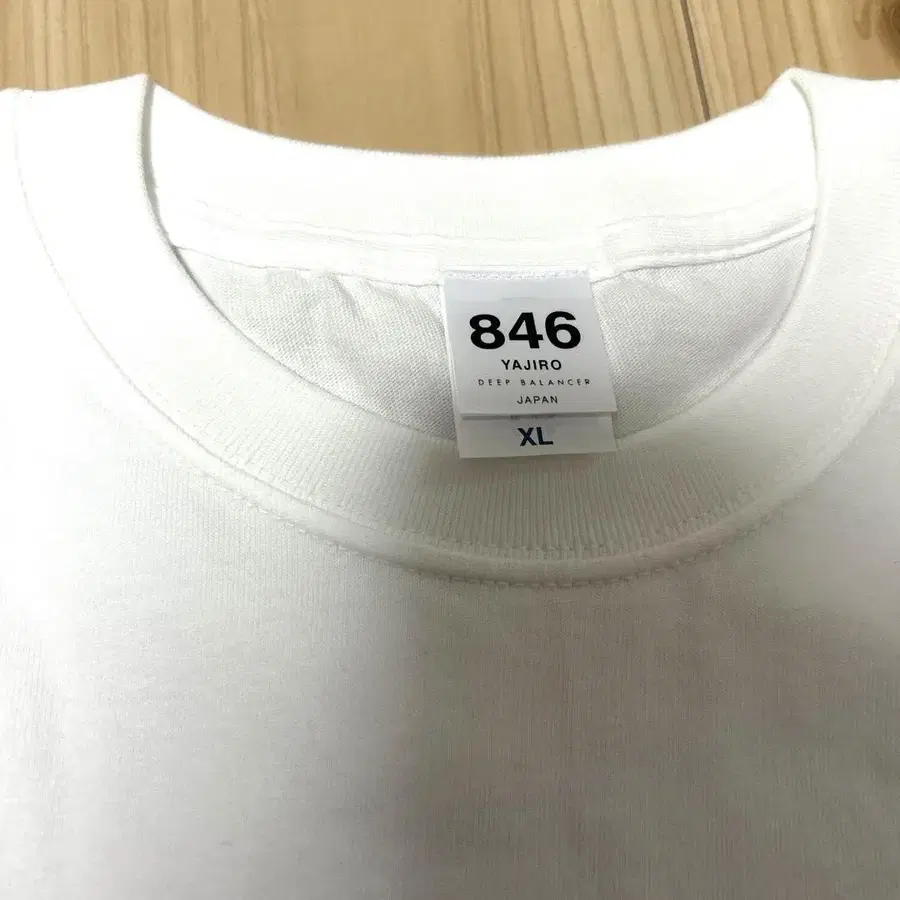 846
YAJIRO
DEEP BALANCER
JAPAN
XL